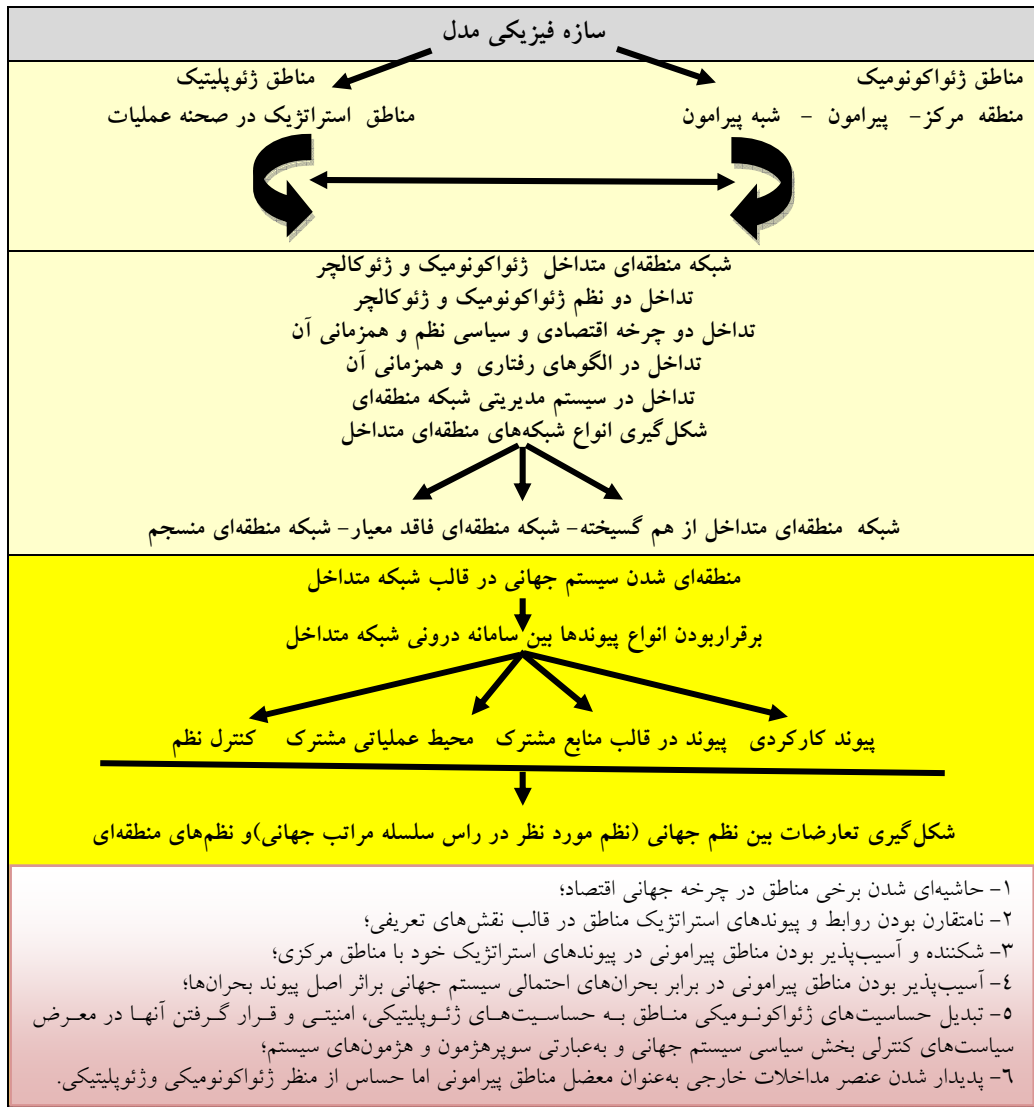 سازه فیزیکی مدل
مناطق ژئواکونومیک
مناطق ژئوپلیتیک
منطقه مرکز- پیرامون - شبه پیرامون
مناطق استراتژیک در صحنه عملیات
شبکه منطقه‌ای متداخل ژئواکونومیک و ژئوکالچر
تداخل دو نظم ژئواکونومیک و ژئوکالچر
تداخل دو چرخه اقتصادی و سیاسی نظم و همزمانی آن
تداخل در الگوهای رفتاری و همزمانی آن
تداخل در سیستم مدیریتی شبکه منطقه‌ای
شکل‌گیری انواع شبکه‌های منطقه‌ای متداخل
شبکه منطقه‌ای متداخل از هم گسیخته- شبکه منطقه‌ای فاقد معیار- شبکه منطقه‌ای منسجم
منطقه‌ای شدن سیستم جهانی در قالب شبکه متداخل
برقراربودن انواع پیوندها بین سامانه درونی شبکه متداخل
پیوند کارکردی پیوند در قالب منابع مشترک محیط عملیاتی مشترک کنترل نظم
شکل‌گیری تعارضات بین نظم جهانی (نظم مورد نظر در راس سلسله مراتب جهانی)و نظم‌های منطقه‌ای
۱- حاشیه‌ای شدن برخی مناطق در چرخه جهانی اقتصاد؛
۲- نامتقارن بودن روابط و پیوندهای استراتژیک مناطق در قالب نقش‌های تعریفی؛
۳- شکننده و آسیب‌پذیر بودن مناطق پیرامونی در پیوندهای استراتژیک خود با مناطق مرکزی؛
٤- آسیب‌پذیر بودن مناطق پیرامونی در برابر بحران‌های احتمالی سیستم جهانی براثر اصل پیوند بحران‌ها؛
٥- تبدیل حساسیت‌های ژئواکونومیکی مناطق به حساسیت‌های ژئوپلیتیکی، امنیتی و قرار گرفتن آنها در معرض
سیاست‌های کنترلی بخش سیاسی سیستم جهانی و به‌عبارتی سوپرهژمون و هژمون‌های سیستم؛
٦- پدیدار شدن عنصر مداخلات خارجی به‌عنوان معضل مناطق پیرامونی اما حساس از منظر ژئواکونومیکی وژئوپلیتیکی.